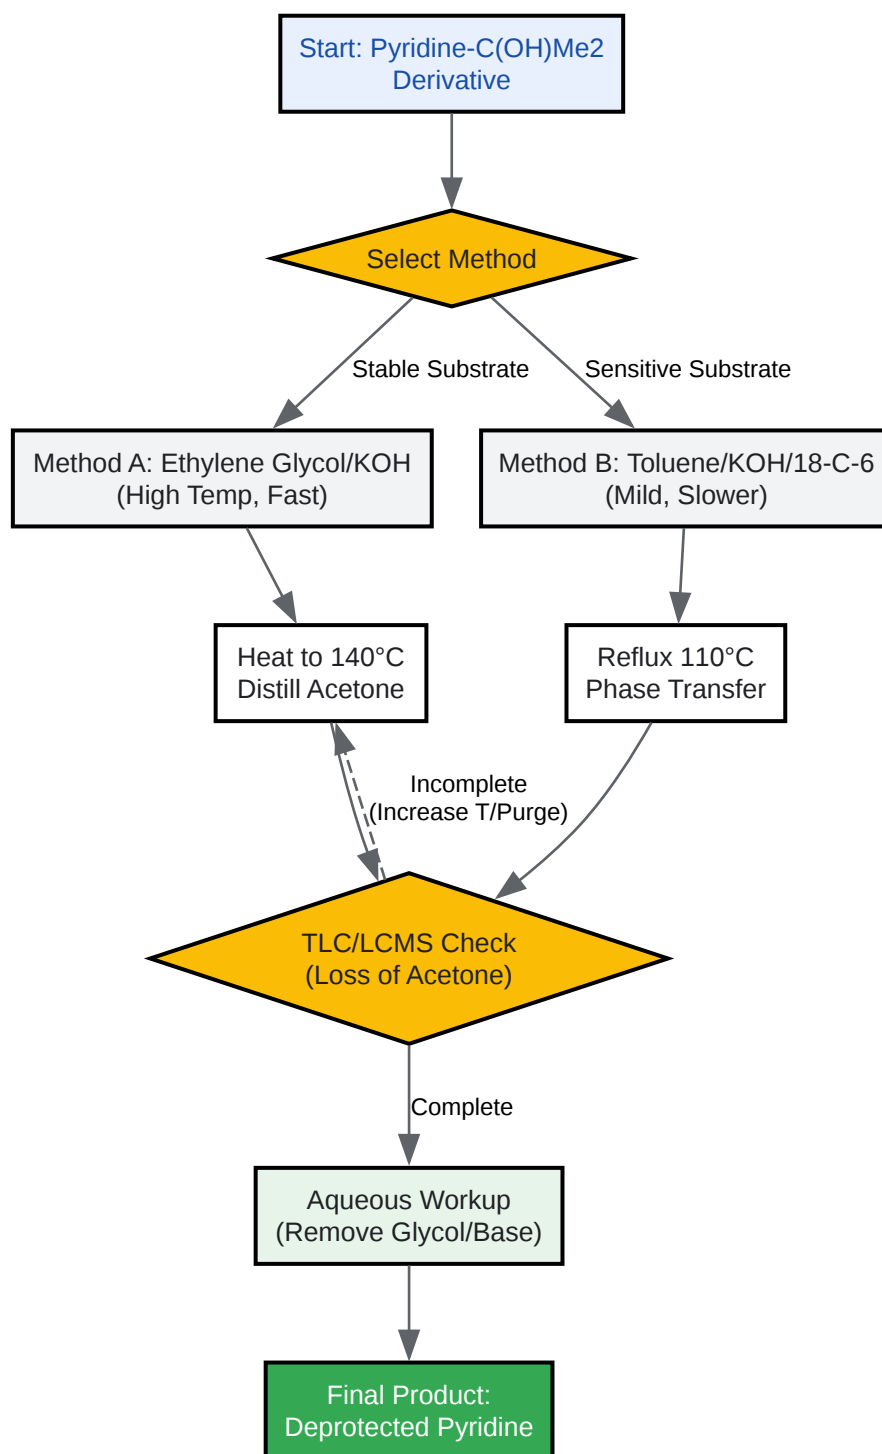 Start: Pyridine-C(OH)Me2
Derivative
Select Method
Stable Substrate
Sensitive Substrate
Method A: Ethylene Glycol/KOH
(High Temp, Fast)
Method B: Toluene/KOH/18-C-6
(Mild, Slower)
Heat to 140°C
Distill Acetone
Reflux 110°C
Phase Transfer
Incomplete
(Increase T/Purge)
TLC/LCMS Check
(Loss of Acetone)
Complete
Aqueous Workup
(Remove Glycol/Base)
Final Product:
Deprotected Pyridine